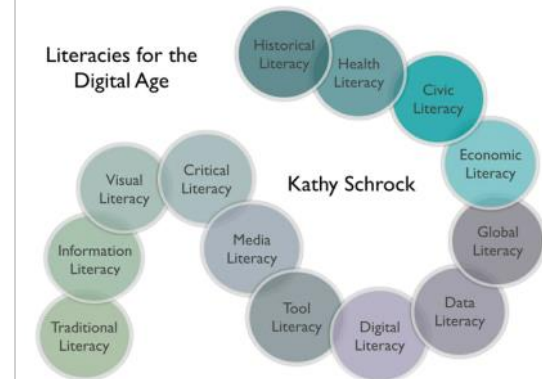 Literacies for the
Digital Age
Historical
Literacy
Health
Literacy
Civic
Literacy
Economic
Literacy
Global
Literacy
Data
Literacy
Digital
Literacy
Tool
Literacy
Media
Literacy
Critical
Literacy
Visual
Literacy
Information
Literacy
Traditional
Literacy
Kathy Schrock